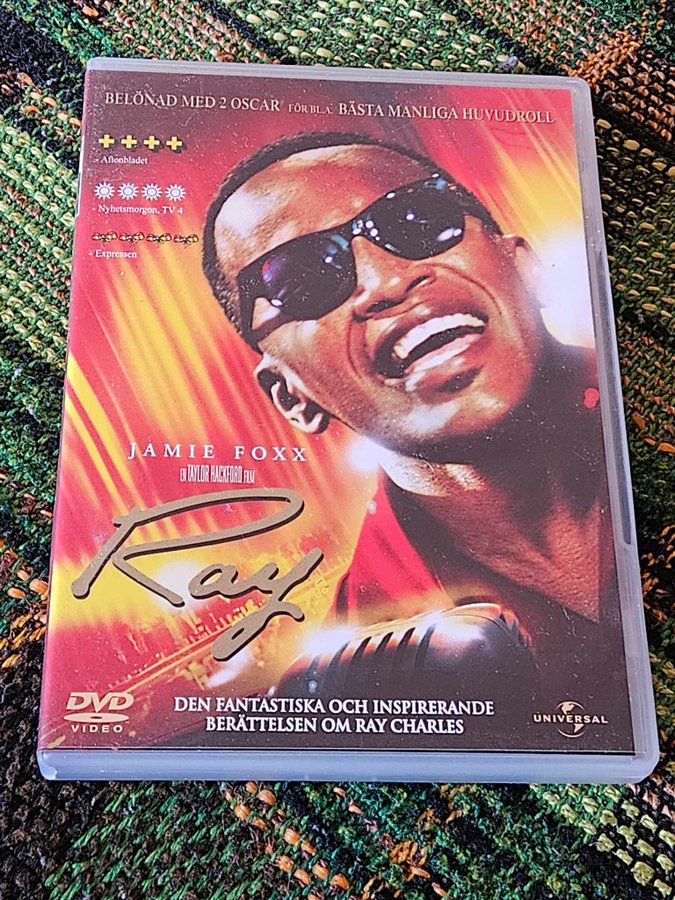 BELÖNAD MED 2 OSCAR FÖR BL.A. BÄSTA MANLIGA HUVUDROLL
- Aftonbladet
- Nyhetsmorgon, TV 4
- Expressen
JAMIE FOXX
EN TAYLOR HACKFORD FILM
Ray
DEN FANTASTISKA OCH INSPIRERANDE
BERÄTTELSEN OM RAY CHARLES
DVD
VIDEO
UNIVERSAL